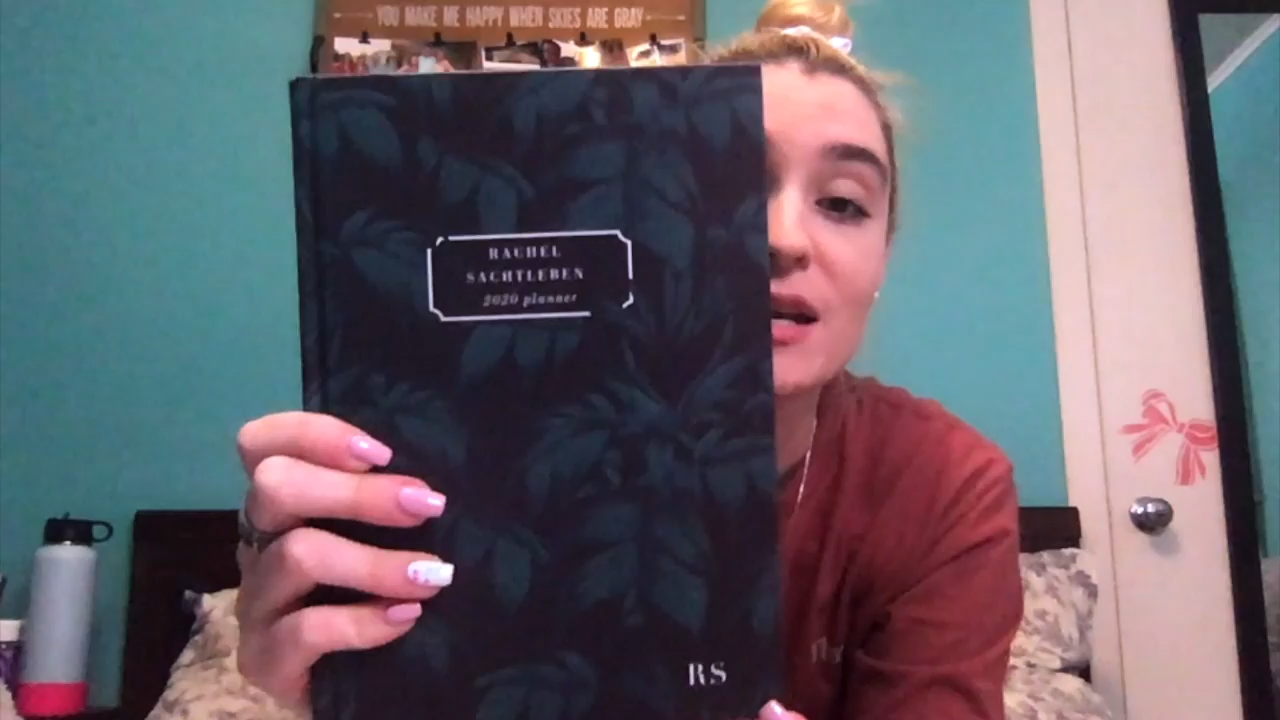 YOU MAKE ME HAPPY WHEN SKIES ARE GRAY
RACHEL
SACHTLEBEN
2020 planner
RS